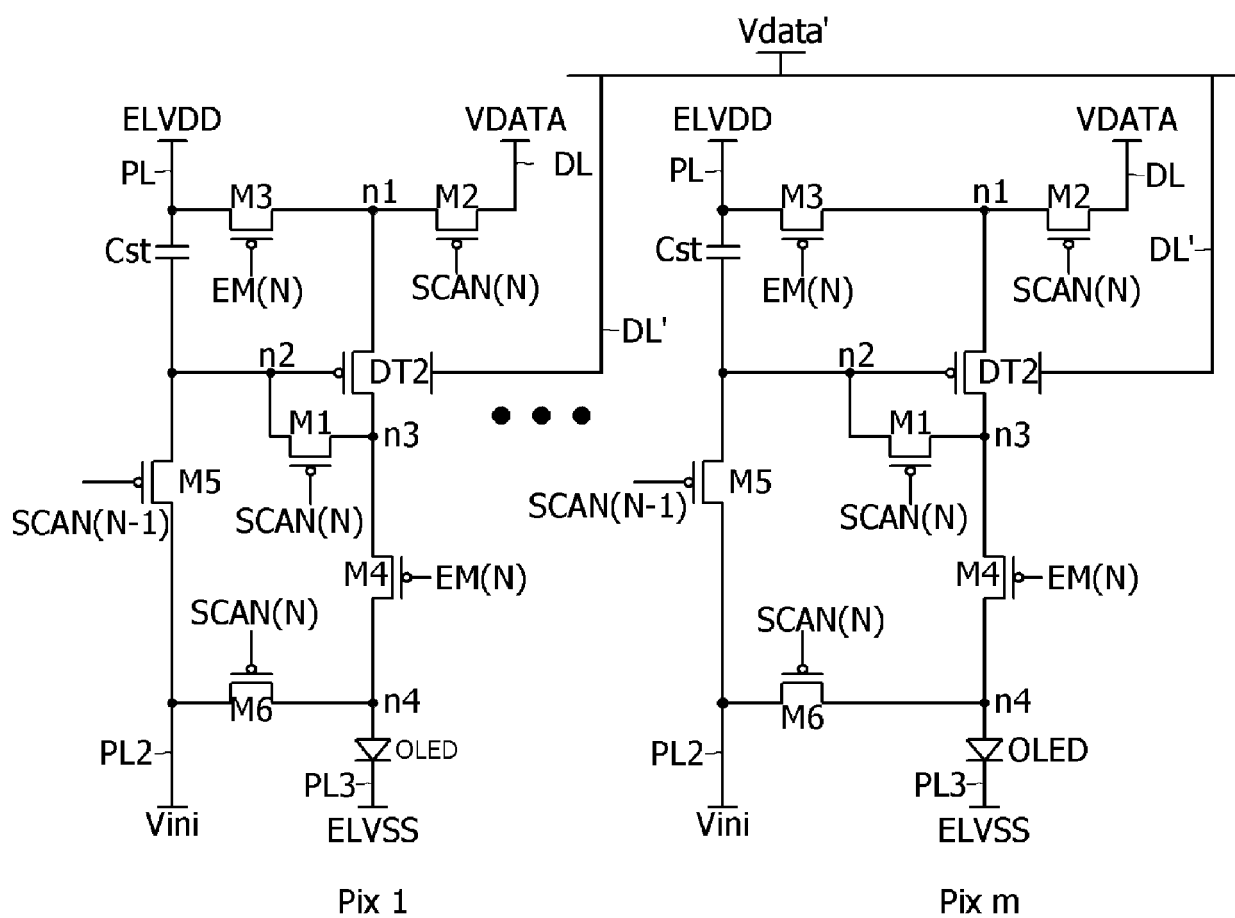 Vdata'
ELVDD
VDATA
ELVDD
VDATA
PL
DL
PL
DL
M3
n1
M2
M3
n1
M2
Cst
Cst
DL'
EM(N)
SCAN(N)
EM(N)
SCAN(N)
DL'
n2
DT2
n2
DT2
M1
n3
M1
n3
M5
M5
SCAN(N-1)
SCAN(N)
SCAN(N-1)
SCAN(N)
M4
EM(N)
M4
EM(N)
SCAN(N)
SCAN(N)
M6
n4
M6
n4
PL2
OLED
PL2
OLED
PL3
PL3
Vini
ELVSS
Vini
ELVSS
Pix 1
Pix m